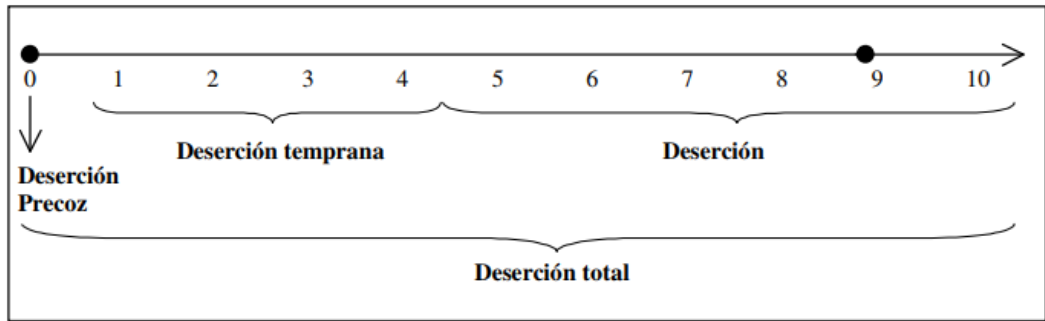 0 1 2 3 4 5 6 7 8 9 10
Deserción temprana Deserción
Deserción
Precoz
Deserción total